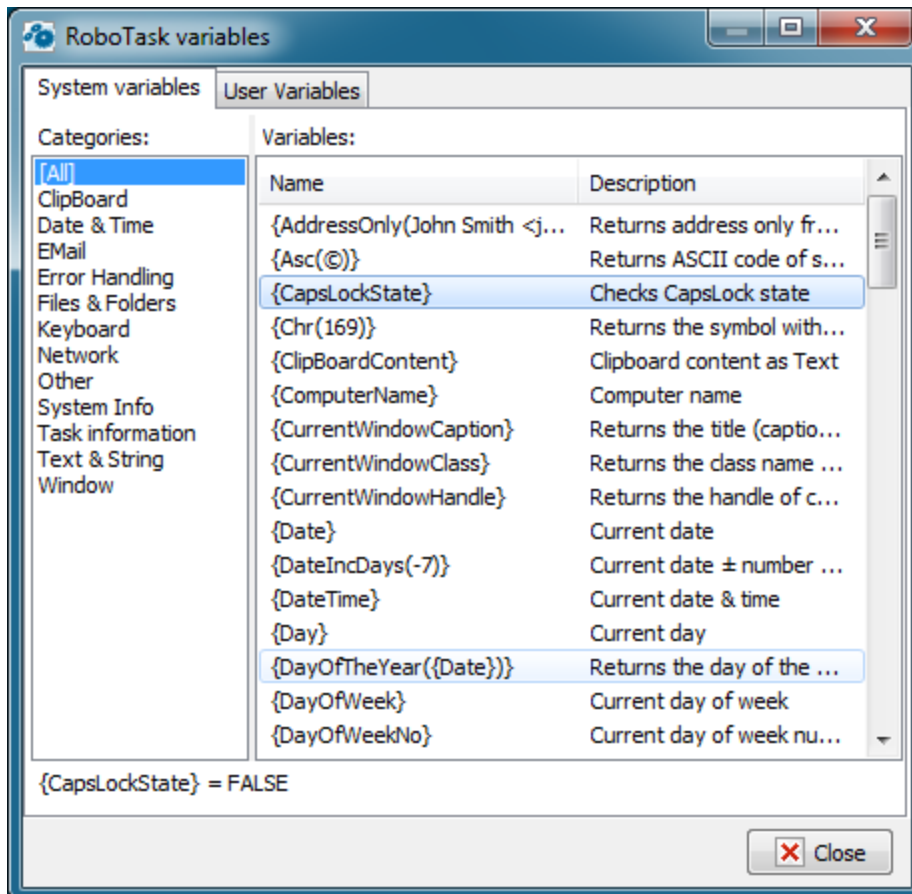 RoboTask variables
System variables
User Variables
Categories:
Variables:
[All]
ClipBoard
Date & Time
EMail
Error Handling
Files & Folders
Keyboard
Network
Other
System Info
Task information
Text & String
Window
Name Description
{AddressOnly(John Smith <j... Returns address only fr...
{Asc(©)} Returns ASCII code of s...
{CapsLockState} Checks CapsLock state
{Chr(169)} Returns the symbol with...
{ClipBoardContent} Clipboard content as Text
{ComputerName} Computer name
{CurrentWindowCaption} Returns the title (captio...
{CurrentWindowClass} Returns the class name ...
{CurrentWindowHandle} Returns the handle of c...
{Date} Current date
{DateIncDays(-7)} Current date ± number ...
{DateTime} Current date & time
{Day} Current day
{DayOfTheYear({Date})} Returns the day of the ...
{DayOfWeek} Current day of week
{DayOfWeekNo} Current day of week nu...
{CapsLockState} = FALSE
Close